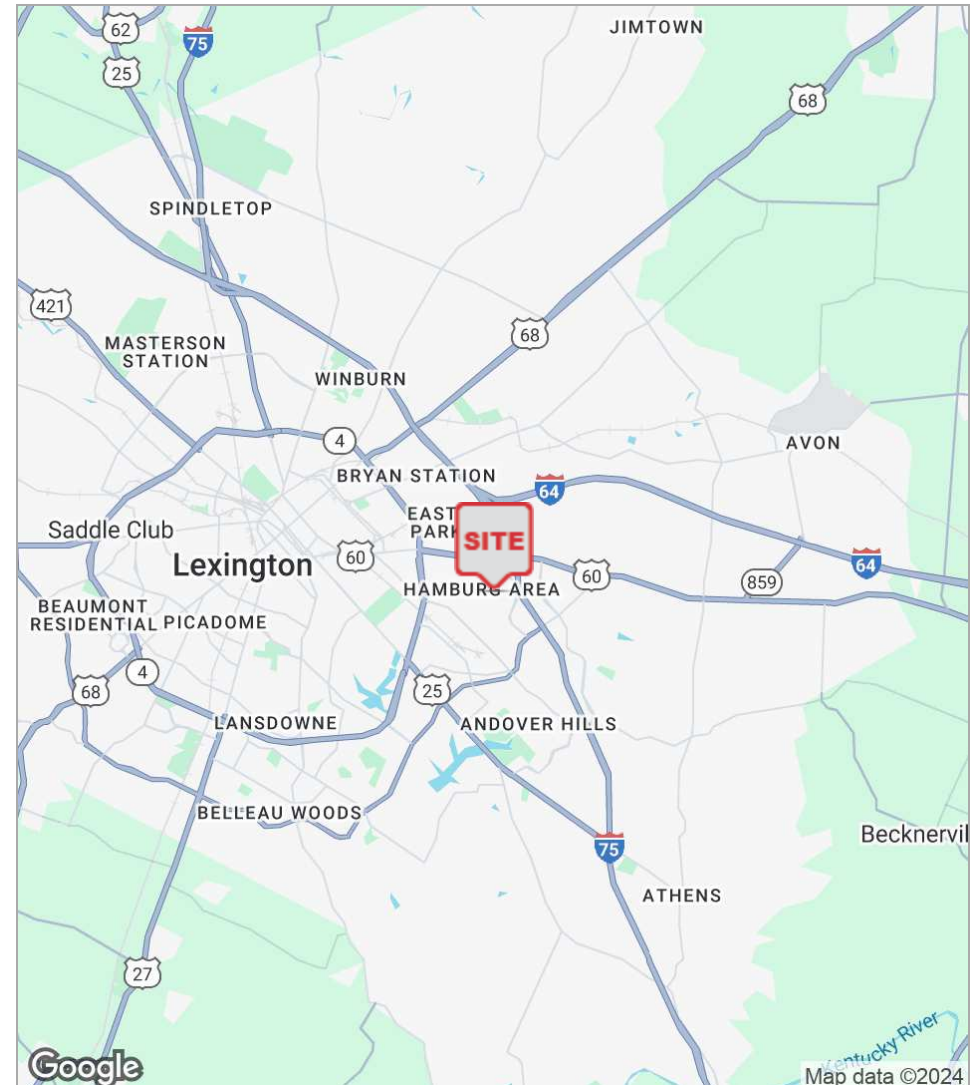 JIMTOWN
62
75
25
68
SPINDLETOP
421
68
MASTERSON
STATION
WINBURN
4
AVON
BRYAN STATION
64
EAST
PARK
SITE
Saddle Club
60
Lexington
64
60
859
HAMBURG AREA
BEAUMONT
RESIDENTIAL
PICADOME
4
68
25
LANSDOWNE
ANDOVER HILLS
BELLEAU WOODS
75
Becknervil
ATHENS
27
Kentucky River
Google
Map data ©2024